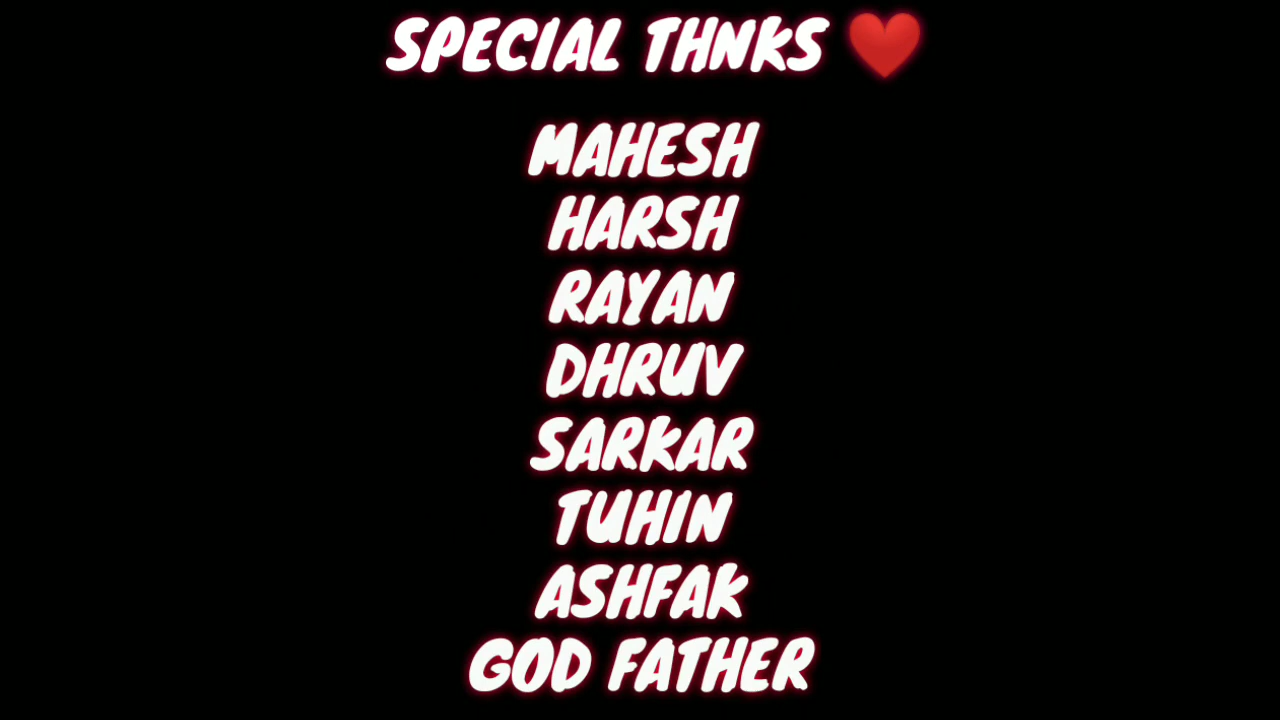 SPECIAL THNKS ❤️
MAHESH
HARSH
RAYAN
DHRUV
SARKAR
TUHIN
ASHFAK
GOD FATHER